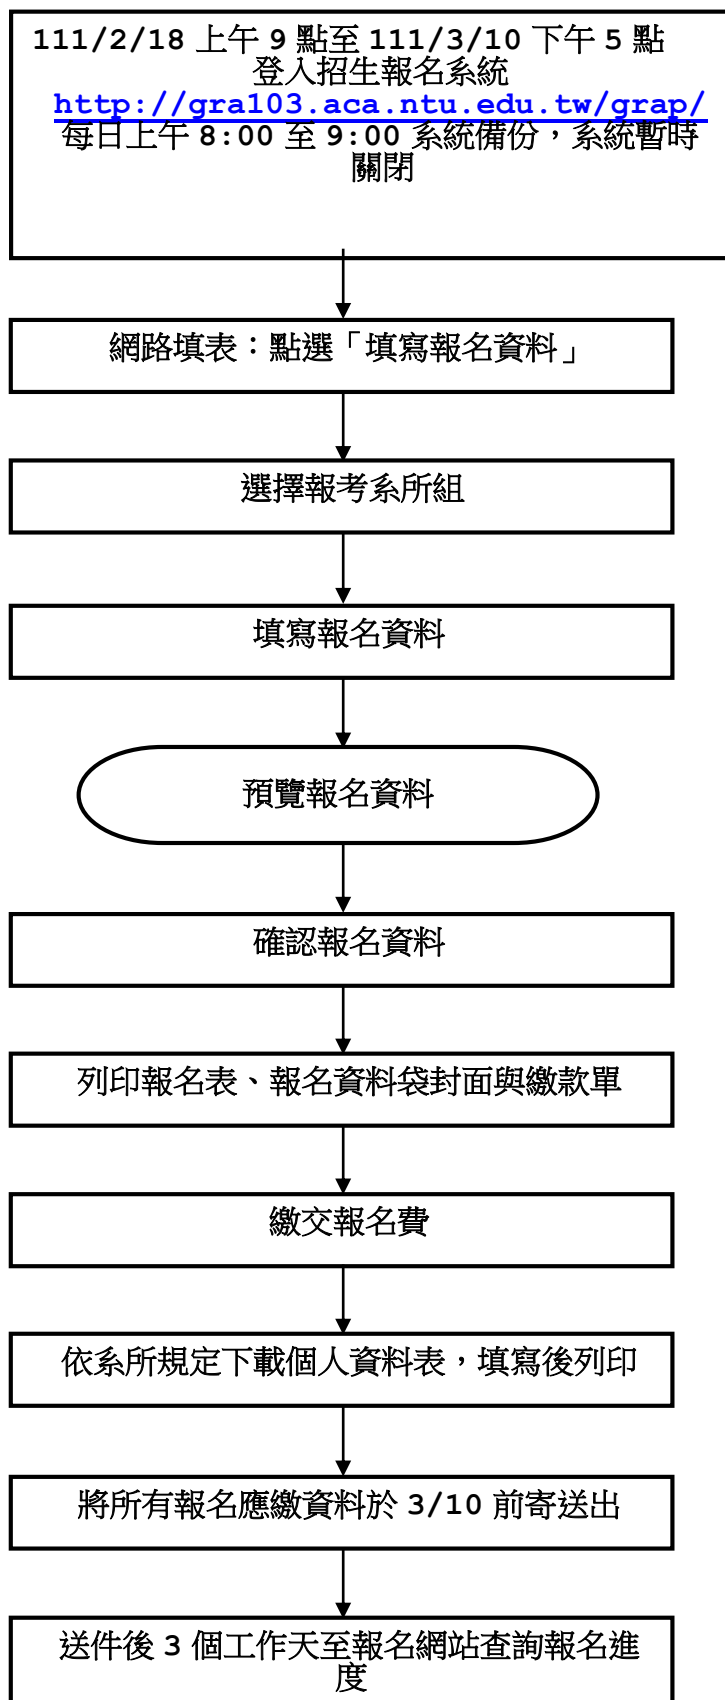 111/2/18 上午 9 點至 111/3/10 下午 5 點
登入招生報名系統
http://gra103.aca.ntu.edu.tw/grap/
每日上午 8:00 至 9:00 系統備份，系統暫時
關閉
網路填表：點選「填寫報名資料」
選擇報考系所組
填寫報名資料
預覽報名資料
確認報名資料
列印報名表、報名資料袋封面與繳款單
繳交報名費
依系所規定下載個人資料表，填寫後列印
將所有報名應繳資料於 3/10 前寄送出
送件後 3 個工作天至報名網站查詢報名進
度